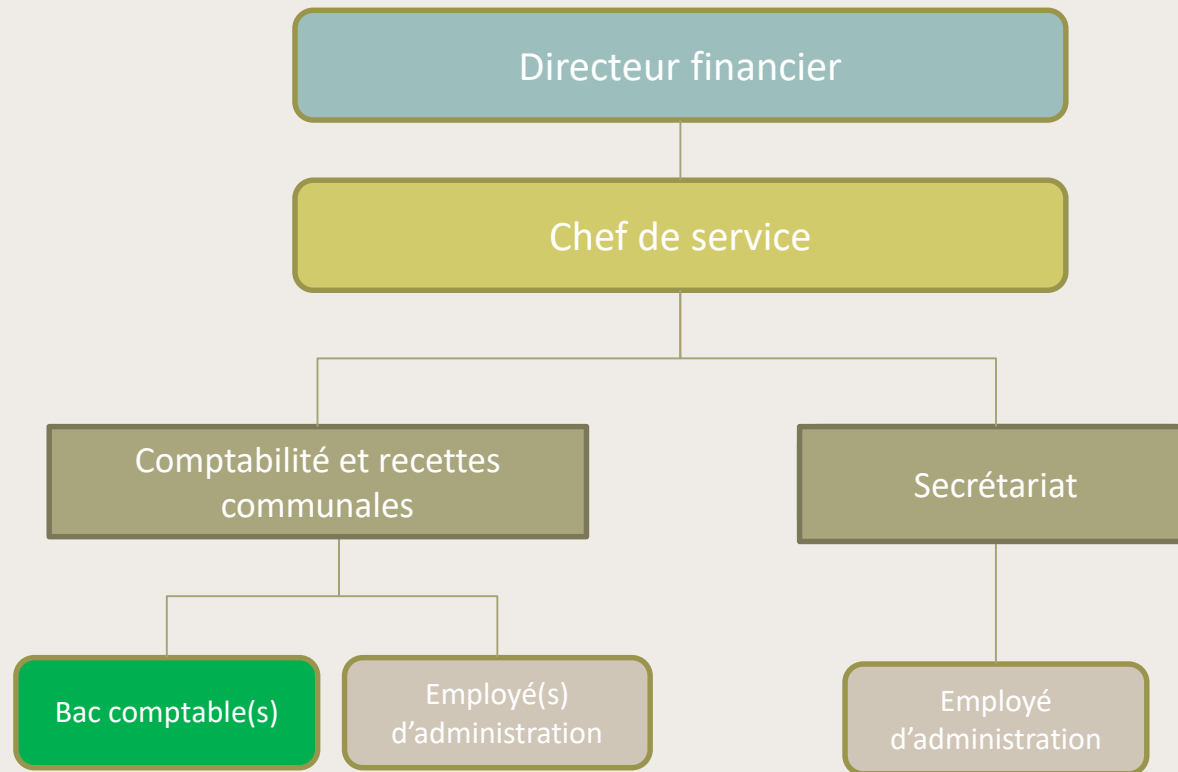 Directeur financier
Chef de service
Comptabilité et recettes
communales
Secrétariat
Bac comptable(s)
Employé(s)
d’administration
Employé
d’administration